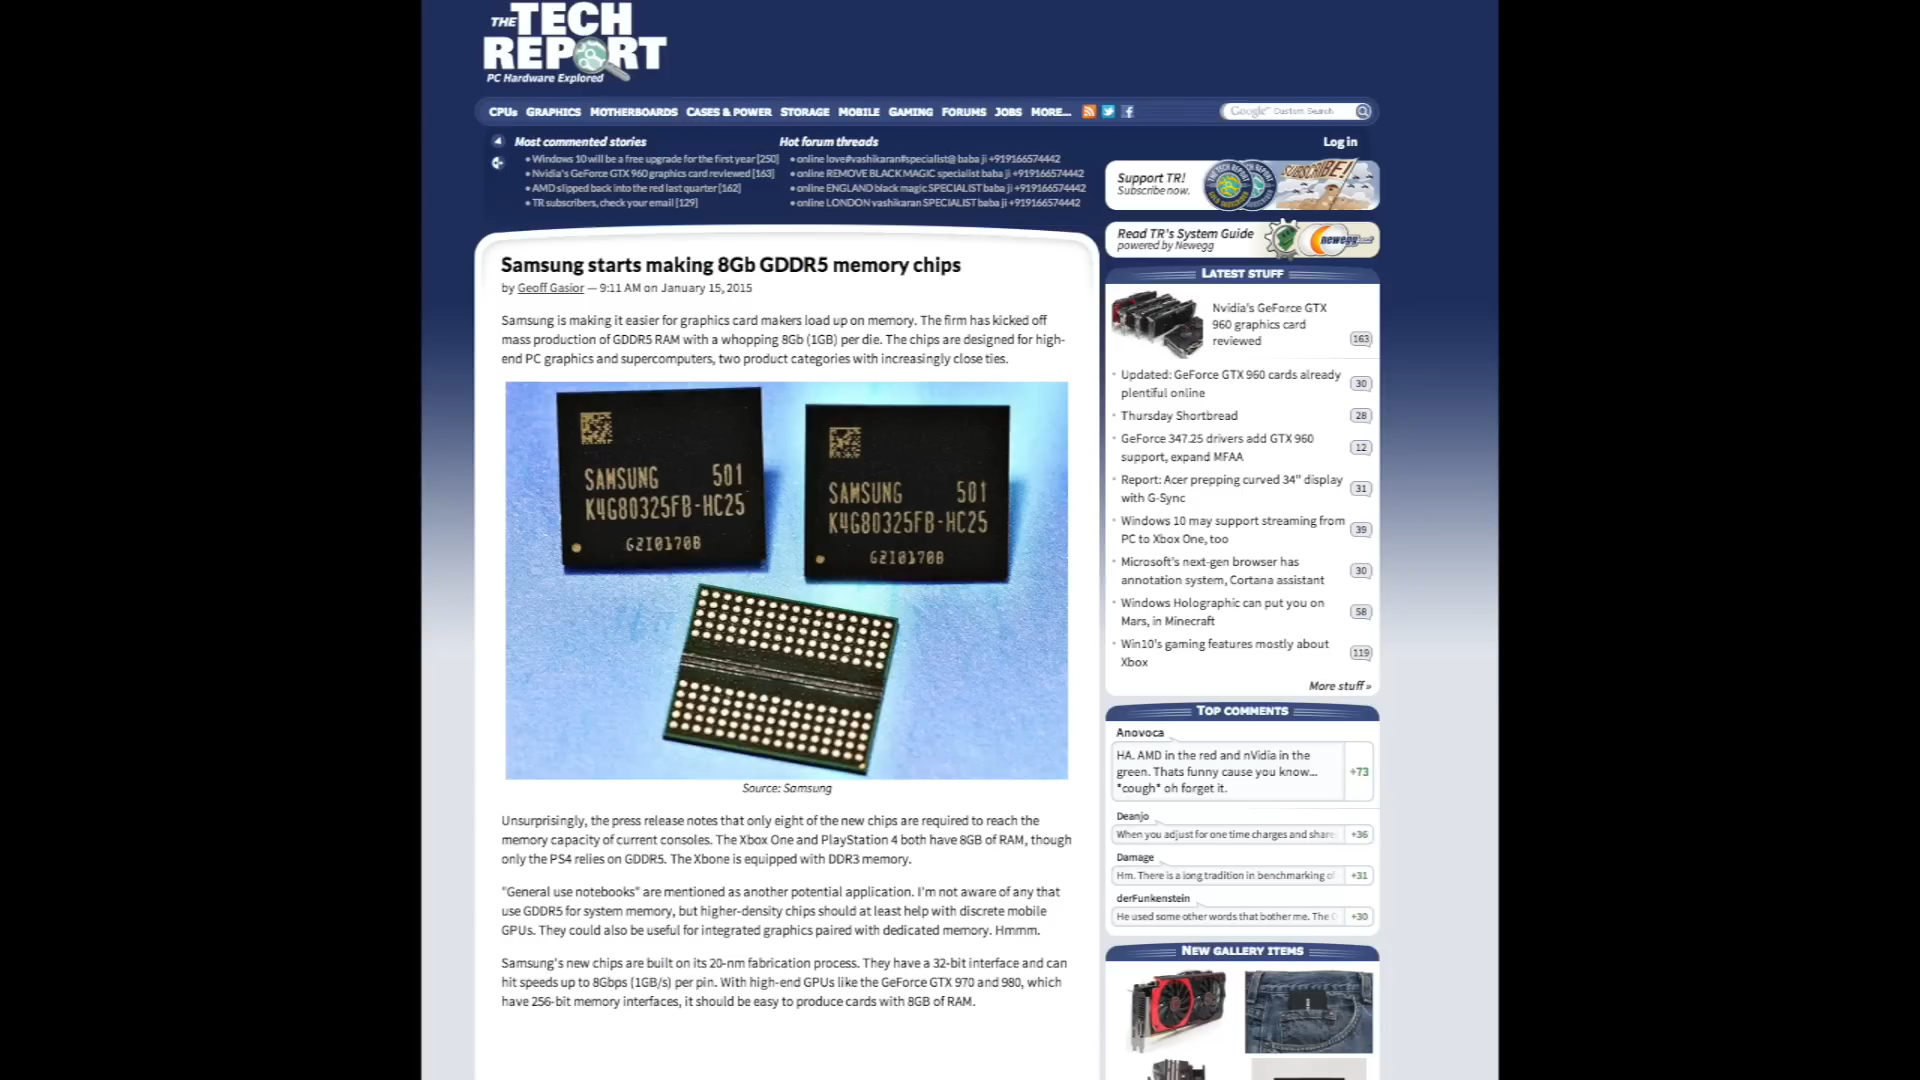 THE TECH
REPORT
PC Hardware Explored
CPUs GRAPHICS MOTHERBOARDS CASES & POWER STORAGE MOBILE GAMING FORUMS JOBS MORE...
Google Custom Search
Most commented stories
• Windows 10 will be a free upgrade for the first year [250]
• Nvidia's GeForce GTX 960 graphics card reviewed [163]
• AMD slipped back into the red last quarter [162]
• TR subscribers, check your email [129]
Hot forum threads
• online love#vashikaran#specialist@ baba ji +919166574442
• online REMOVE BLACK MAGIC specialist baba ji +919166574442
• online ENGLAND black magic SPECIALIST baba ji +919166574442
• online LONDON vashikaran SPECIALIST baba ji +919166574442
Log in
Support TR!
Subscribe now.
SUBSCRIBE!
Read TR's System Guide
powered by Newegg
newegg
Samsung starts making 8Gb GDDR5 memory chips
by Geoff Gasior — 9:11 AM on January 15, 2015
Samsung is making it easier for graphics card makers load up on memory. The firm has kicked off
mass production of GDDR5 RAM with a whopping 8Gb (1GB) per die. The chips are designed for high-
end PC graphics and supercomputers, two product categories with increasingly close ties.
SAMSUNG 501
K4G80325FB-HC25
G2I0170B
SAMSUNG 501
K4G80325FB-HC25
G2I0170B
Source: Samsung
Unsurprisingly, the press release notes that only eight of the new chips are required to reach the
memory capacity of current consoles. The Xbox One and PlayStation 4 both have 8GB of RAM, though
only the PS4 relies on GDDR5. The Xbone is equipped with DDR3 memory.
"General use notebooks" are mentioned as another potential application. I'm not aware of any that
use GDDR5 for system memory, but higher-density chips should at least help with discrete mobile
GPUs. They could also be useful for integrated graphics paired with dedicated memory. Hmmm.
Samsung's new chips are built on its 20-nm fabrication process. They have a 32-bit interface and can
hit speeds up to 8Gbps (1GB/s) per pin. With high-end GPUs like the GeForce GTX 970 and 980, which
have 256-bit memory interfaces, it should be easy to produce cards with 8GB of RAM.
LATEST STUFF
Nvidia's GeForce GTX
960 graphics card
reviewed 163
Updated: GeForce GTX 960 cards already
plentiful online 30
Thursday Shortbread 28
GeForce 347.25 drivers add GTX 960
support, expand MFAA 12
Report: Acer prepping curved 34" display
with G-Sync 31
Windows 10 may support streaming from
PC to Xbox One, too 39
Microsoft's next-gen browser has
annotation system, Cortana assistant 30
Windows Holographic can put you on
Mars, in Minecraft 58
Win10's gaming features mostly about
Xbox 119
More stuff »
TOP COMMENTS
Anovoca
HA. AMD in the red and nVidia in the
green. Thats funny cause you know...
*cough* oh forget it. +73
Deanjo
When you adjust for one time charges and share +36
Damage
Hm. There is a long tradition in benchmarking of +31
derFunkenstein
He used some other words that bother me. The +30
NEW GALLERY ITEMS